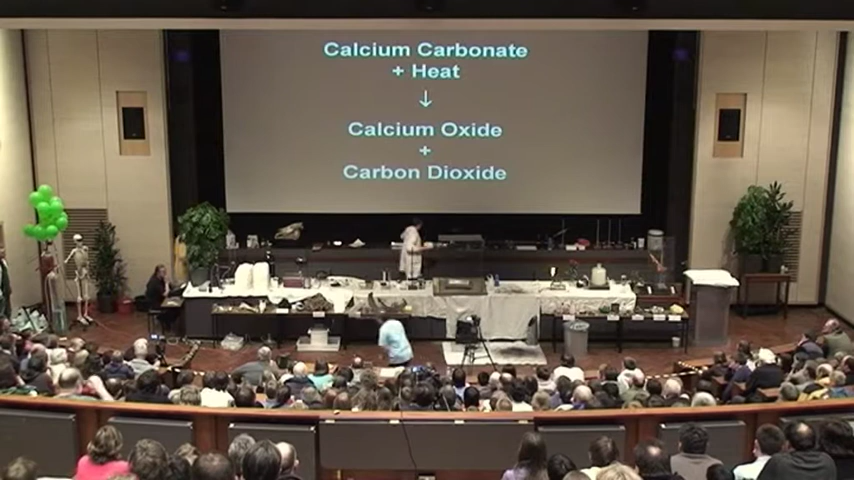 Calcium Carbonate
+ Heat
↓
Calcium Oxide
+
Carbon Dioxide